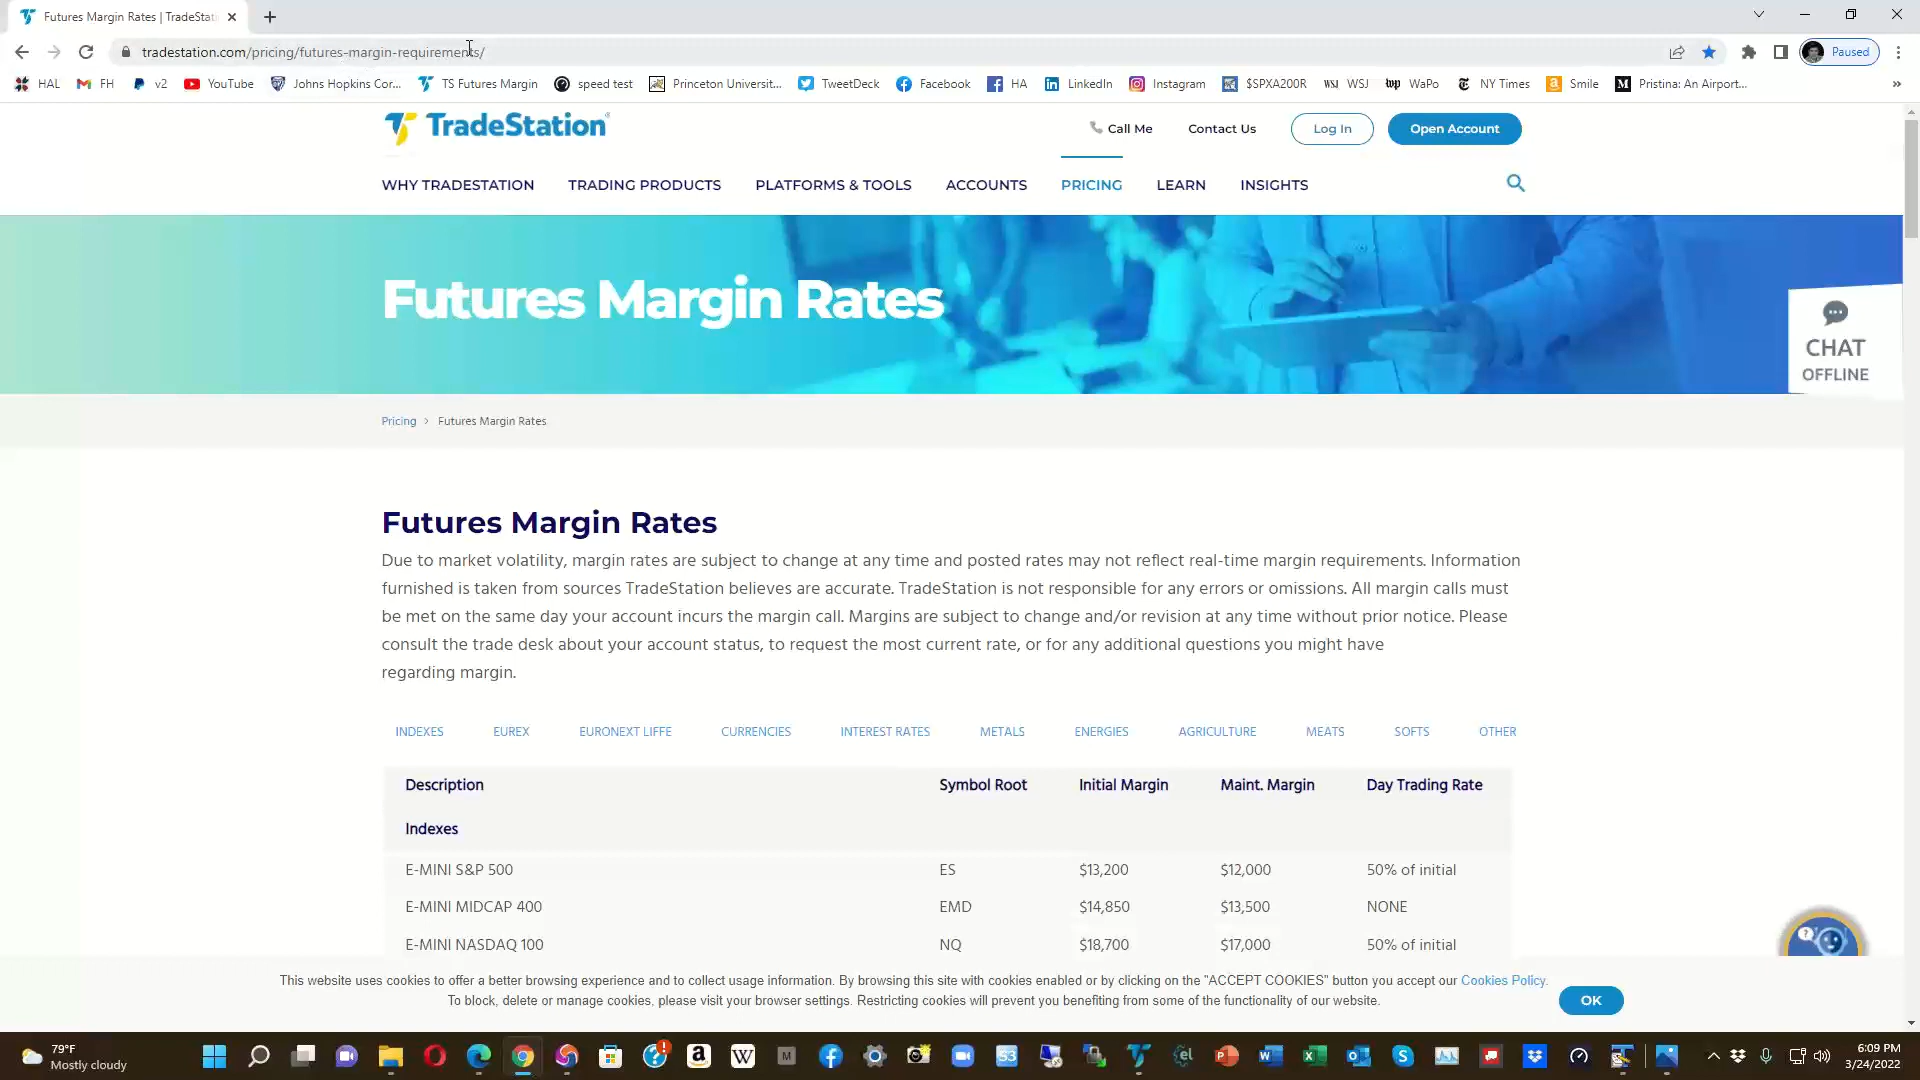 Futures Margin Rates | TradeStati
tradestation.com/pricing/futures-margin-requirements/
Paused
HAL FH v2 YouTube Johns Hopkins Cor... TS Futures Margin speed test Princeton Universit... TweetDeck Facebook HA LinkedIn Instagram $SPXA200R WSJ WSJ wp WaPo NY Times Smile Pristina: An Airport... »
TradeStation
Call Me Contact Us Log In Open Account
WHY TRADESTATION TRADING PRODUCTS PLATFORMS & TOOLS ACCOUNTS PRICING LEARN INSIGHTS
Futures Margin Rates
CHAT
OFFLINE
Pricing > Futures Margin Rates
Futures Margin Rates
Due to market volatility, margin rates are subject to change at any time and posted rates may not reflect real-time margin requirements. Information
furnished is taken from sources TradeStation believes are accurate. TradeStation is not responsible for any errors or omissions. All margin calls must
be met on the same day your account incurs the margin call. Margins are subject to change and/or revision at any time without prior notice. Please
consult the trade desk about your account status, to request the most current rate, or for any additional questions you might have
regarding margin.
INDEXES EUREX EURONEXT LIFFE CURRENCIES INTEREST RATES METALS ENERGIES AGRICULTURE MEATS SOFTS OTHER
Description Symbol Root Initial Margin Maint. Margin Day Trading Rate
Indexes
E-MINI S&P 500 ES $13,200 $12,000 50% of initial
E-MINI MIDCAP 400 EMD $14,850 $13,500 NONE
E-MINI NASDAQ 100 NQ $18,700 $17,000 50% of initial
This website uses cookies to offer a better browsing experience and to collect usage information. By browsing this site with cookies enabled or by clicking on the "ACCEPT COOKIES" button you accept our Cookies Policy.
To block, delete or manage cookies, please visit your browser settings. Restricting cookies will prevent you benefiting from some of the functionality of our website.
OK
79°F
Mostly cloudy
6:09 PM
3/24/2022